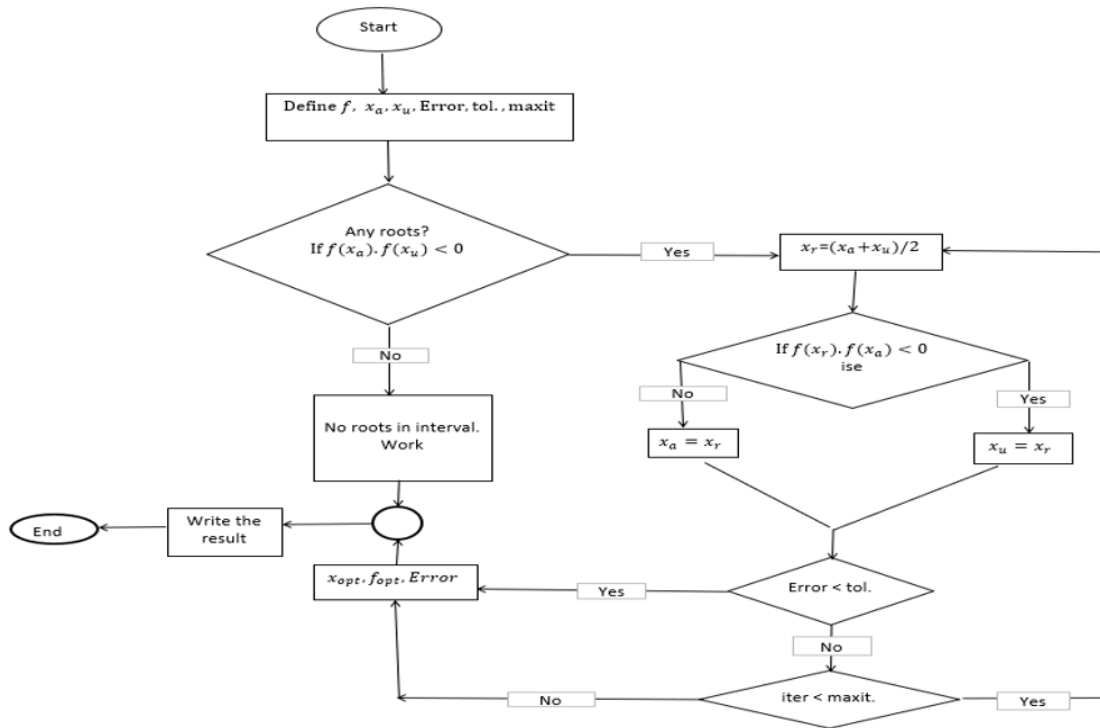 Start
Define f, x_a, x_u, Error, tol., maxit
Any roots?
If f(x_a). f(x_u) < 0
Yes
x_r=(x_a+x_u)/2
No
If f(x_r). f(x_a) < 0
ise
No
Yes
x_a = x_r
x_u = x_r
No roots in interval.
Work
End
Write the
result
x_opt, f_opt, Error
Yes
Error < tol.
No
iter < maxit.
No
Yes